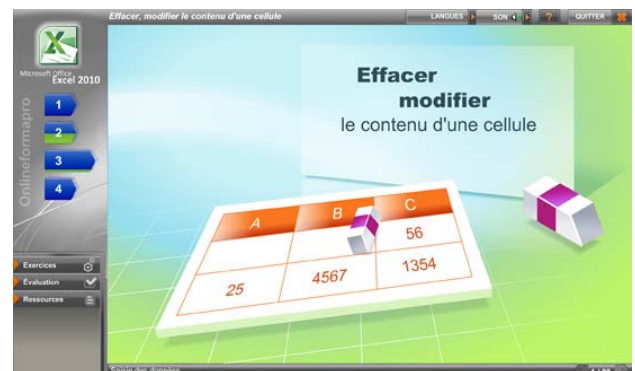 Effacer, modifier le contenu d'une cellule
LANGUES
SON
?
QUITTER
Microsoft Office
Excel 2010
Onlineformapro
1
2
3
4
Exercices
Évaluation
Ressources
Effacer
modifier
le contenu d'une cellule
A B C
56
25 4567 1354
Saisie des données